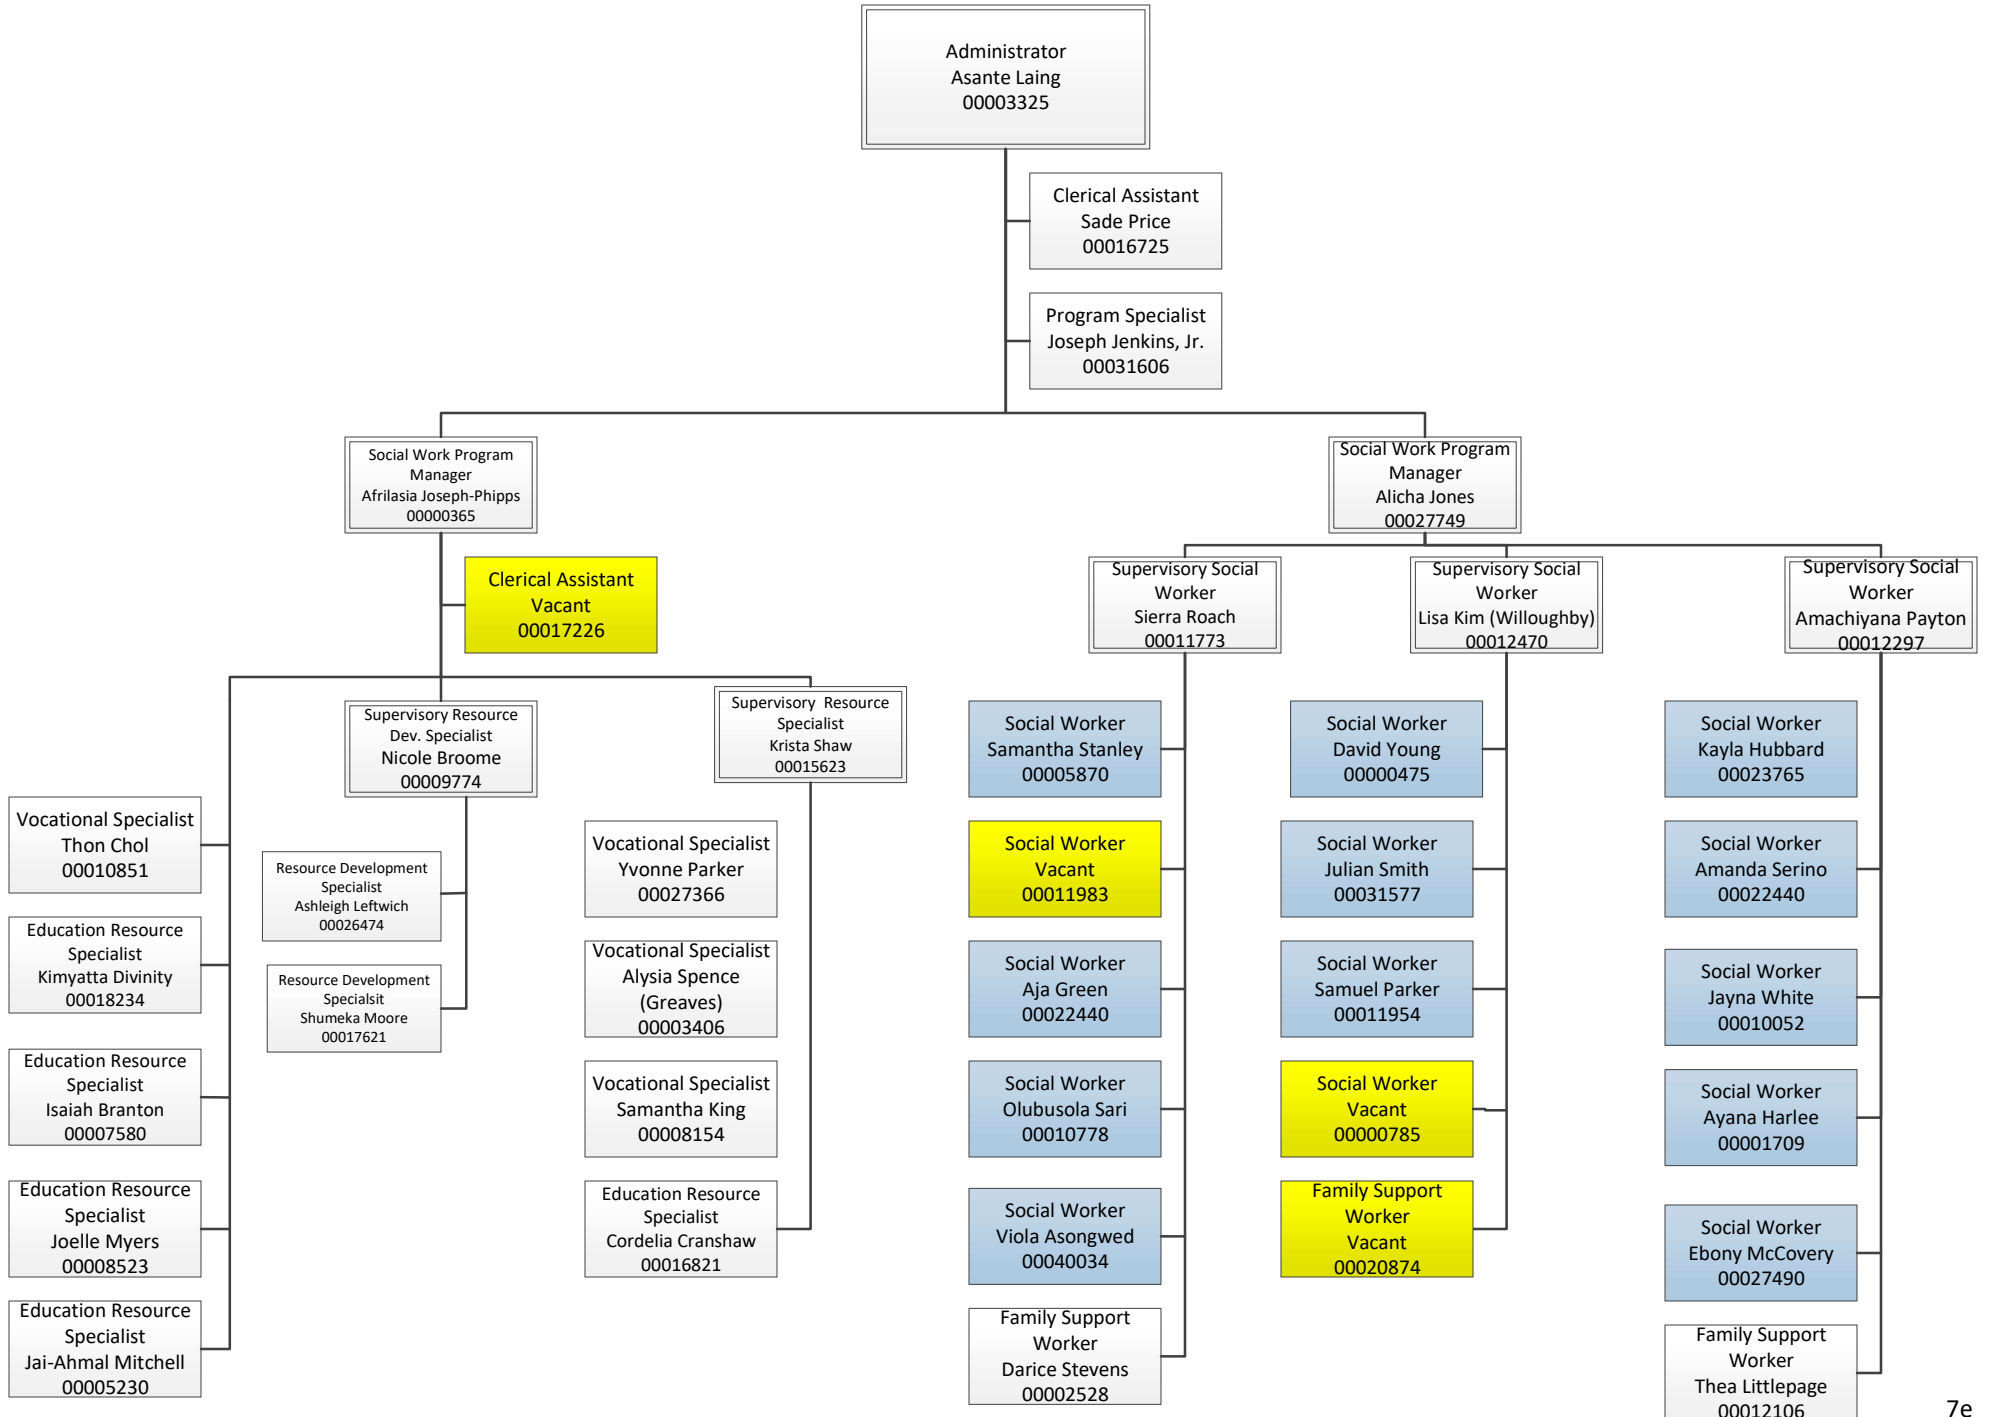 Administrator
Asante Laing
00003325
Clerical Assistant
Sade Price
00016725
Program Specialist
Joseph Jenkins, Jr.
00031606
Social Work Program
Manager
Afrilasia Joseph-Phipps
00000365
Social Work Program
Manager
Alicha Jones
00027749
Clerical Assistant
Vacant
00017226
Supervisory Resource
Dev. Specialist
Nicole Broome
00009774
Supervisory  Resource
Specialist
Krista Shaw
00015623
Vocational Specialist
Thon Chol
00010851
Education Resource
Specialist
Kimyatta Divinity
00018234
Education Resource
Specialist
Isaiah Branton
00007580
Education Resource
Specialist
Joelle Myers
00008523
Education Resource
Specialist
Jai-Ahmal Mitchell
00005230
Resource Development
Specialist
Ashleigh Leftwich
00026474
Resource Development
Specialsit
Shumeka Moore
00017621
Vocational Specialist
Yvonne Parker
00027366
Vocational Specialist
Alysia Spence
(Greaves)
00003406
Vocational Specialist
Samantha King
00008154
Education Resource
Specialist
Cordelia Cranshaw
00016821
Supervisory Social
Worker
Sierra Roach
00011773
Social Worker
Samantha Stanley
00005870
Social Worker
Vacant
00011983
Social Worker
Aja Green
00022440
Social Worker
Olubusola Sari
00010778
Social Worker
Viola Asongwed
00040034
Family Support
Worker
Darice Stevens
00002528
Supervisory Social
Worker
Lisa Kim (Willoughby)
00012470
Social Worker
David Young
00000475
Social Worker
Julian Smith
00031577
Social Worker
Samuel Parker
00011954
Social Worker
Vacant
00000785
Family Support
Worker
Vacant
00020874
Supervisory Social
Worker
Amachiyana Payton
00012297
Social Worker
Kayla Hubbard
00023765
Social Worker
Amanda Serino
00022440
Social Worker
Jayna White
00010052
Social Worker
Ayana Harlee
00001709
Social Worker
Ebony McCovery
00027490
Family Support
Worker
Thea Littlepage
00012106
7e